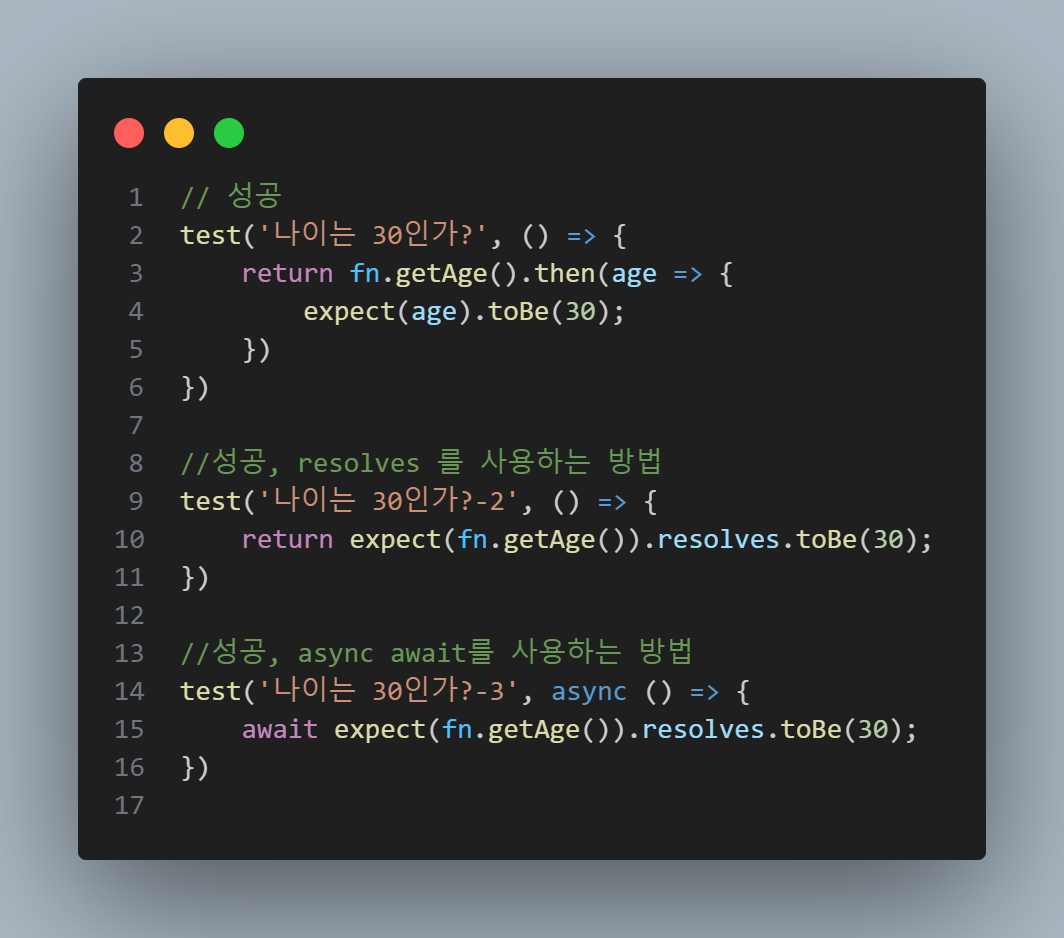 1 // 성공
2 test('나이는 30인가?', () => {
3     return fn.getAge().then(age => {
4         expect(age).toBe(30);
5     })
6 })
7
8 //성공, resolves 를 사용하는 방법
9 test('나이는 30인가?-2', () => {
10     return expect(fn.getAge()).resolves.toBe(30);
11 })
12
13 //성공, async await를 사용하는 방법
14 test('나이는 30인가?-3', async () => {
15     await expect(fn.getAge()).resolves.toBe(30);
16 })
17